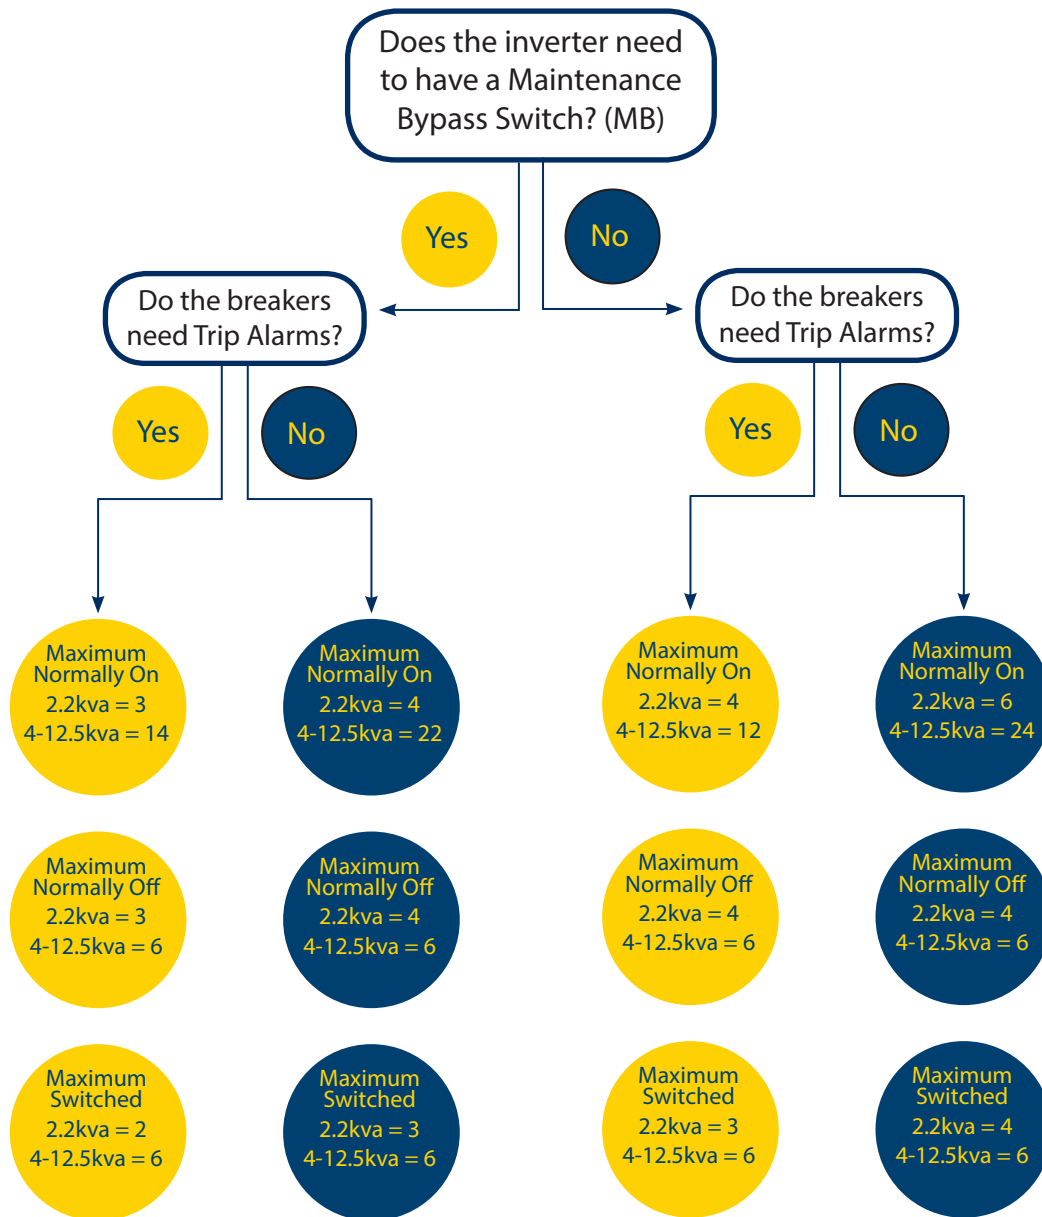 Does the inverter need
to have a Maintenance
Bypass Switch? (MB)
Yes
No
Do the breakers
need Trip Alarms?
Do the breakers
need Trip Alarms?
Yes
No
Yes
No
Maximum
Normally On
2.2kva = 3
4-12.5kva = 14
Maximum
Normally On
2.2kva = 4
4-12.5kva = 22
Maximum
Normally On
2.2kva = 4
4-12.5kva = 12
Maximum
Normally On
2.2kva = 6
4-12.5kva = 24
Maximum
Normally Off
2.2kva = 3
4-12.5kva = 6
Maximum
Normally Off
2.2kva = 4
4-12.5kva = 6
Maximum
Normally Off
2.2kva = 4
4-12.5kva = 6
Maximum
Normally Off
2.2kva = 4
4-12.5kva = 6
Maximum
Switched
2.2kva = 2
4-12.5kva = 6
Maximum
Switched
2.2kva = 3
4-12.5kva = 6
Maximum
Switched
2.2kva = 3
4-12.5kva = 6
Maximum
Switched
2.2kva = 4
4-12.5kva = 6